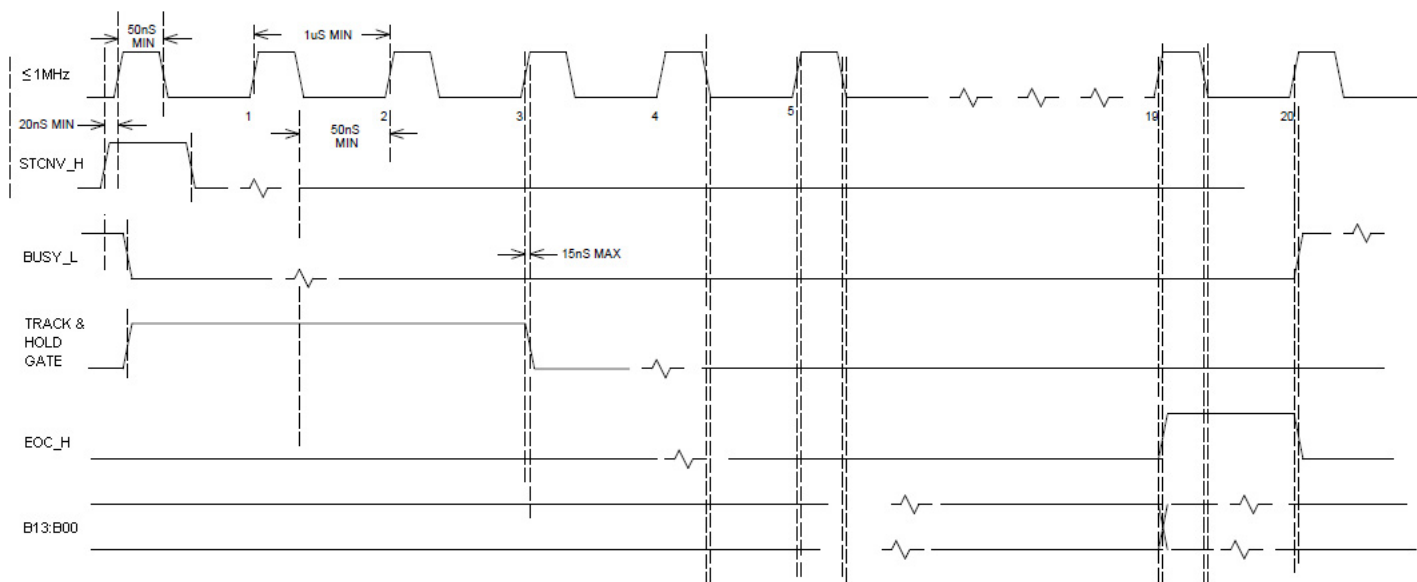 50nS
MIN
1uS MIN
≤1MHz
20nS MIN
1
2
3
4
5
19
20
50nS
MIN
STCNV_H
BUSY_L
15nS MAX
TRACK &
HOLD
GATE
EOC_H
B13:B00